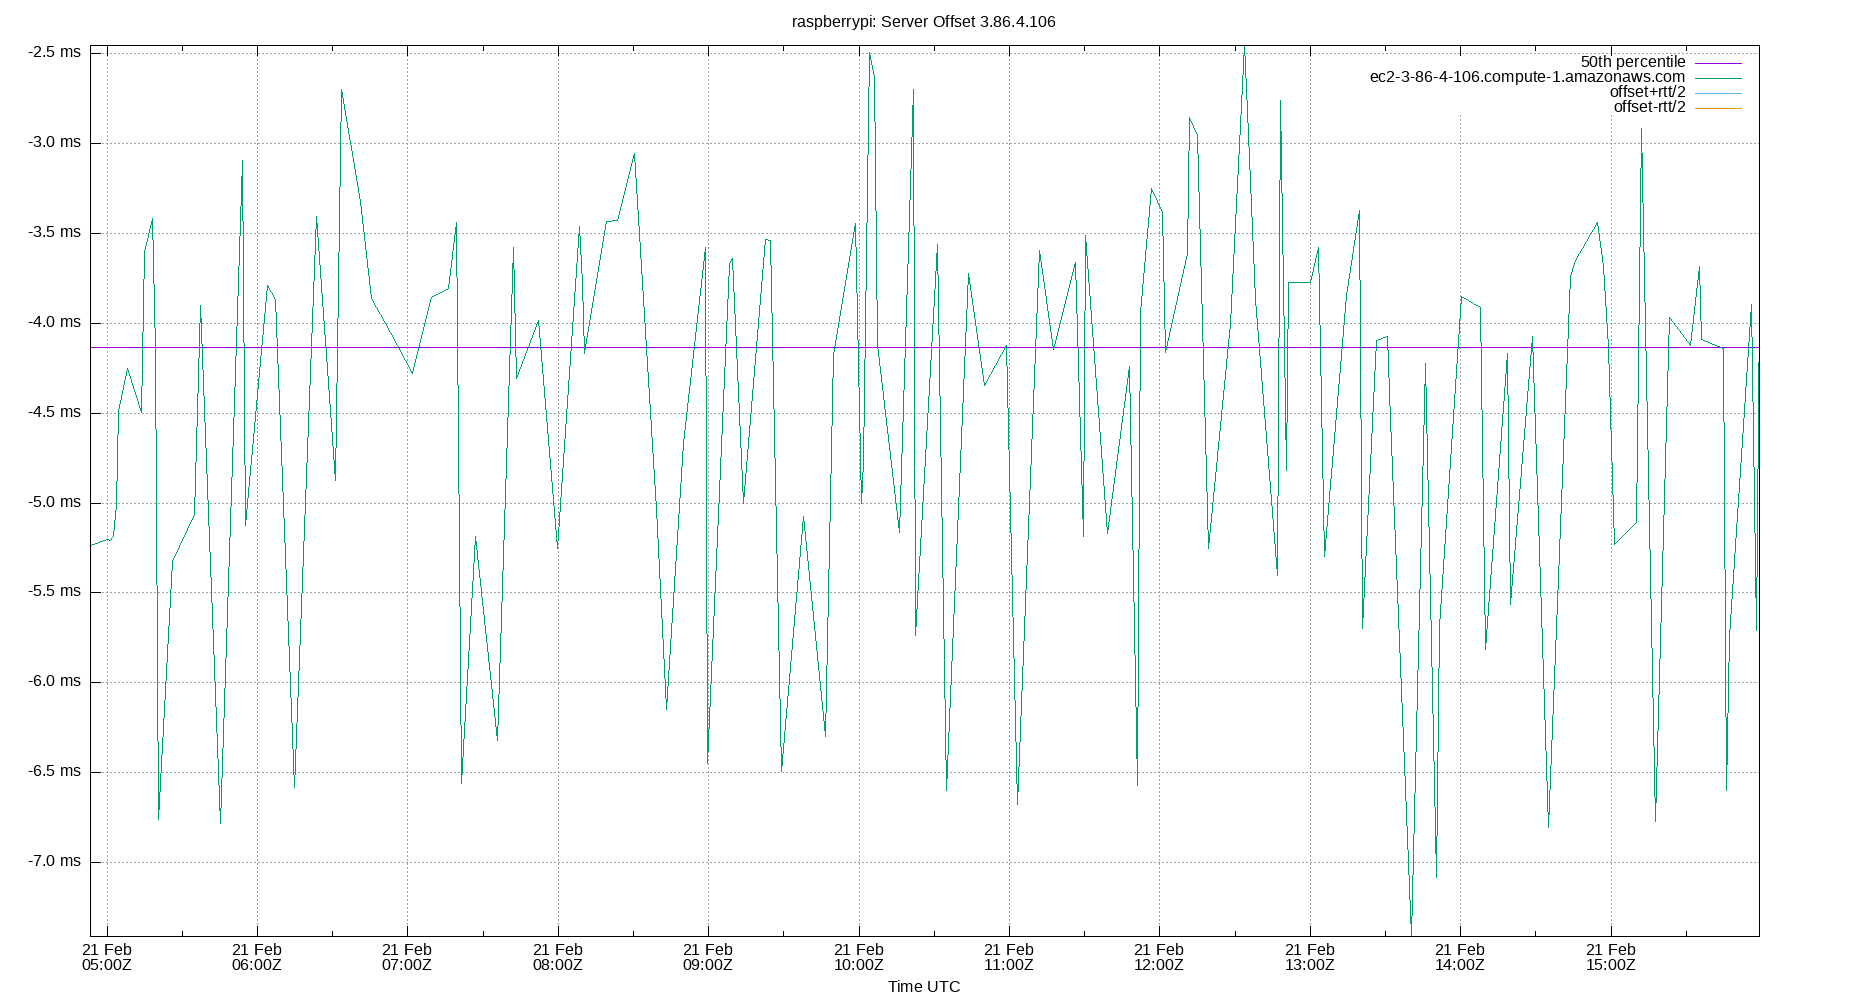 raspberrypi: Server Offset 3.86.4.106
-2.5 ms
-3.0 ms
-3.5 ms
-4.0 ms
-4.5 ms
-5.0 ms
-5.5 ms
-6.0 ms
-6.5 ms
-7.0 ms
50th percentile
ec2-3-86-4-106.compute-1.amazonaws.com
offset+rtt/2
offset-rtt/2
21 Feb 21 Feb 21 Feb 21 Feb 21 Feb 21 Feb 21 Feb 21 Feb 21 Feb 21 Feb 21 Feb
05:00Z 06:00Z 07:00Z 08:00Z 09:00Z 10:00Z 11:00Z 12:00Z 13:00Z 14:00Z 15:00Z
Time UTC